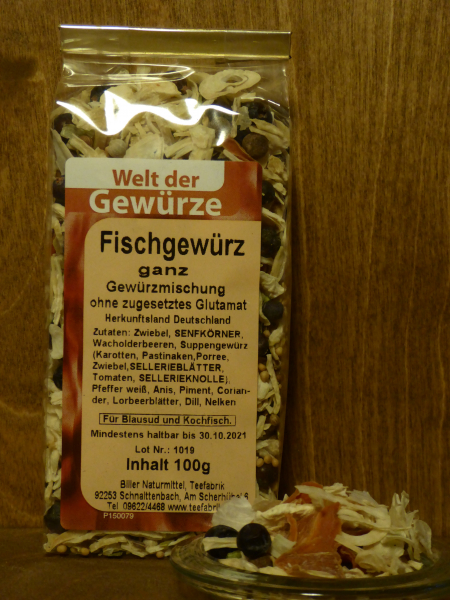 Welt der
Gewürze
Fischgewürz
ganz
Gewürzmischung
ohne zugesetztes Glutamat
Herkunftsland Deutschland
Zutaten: Zwiebel, SENFKÖRNER,
Wacholderbeeren, Suppengewürz
(Karotten, Pastinaken,Porree,
Zwiebel,SELLERIEBLÄTTER,
Tomaten, SELLERIEKNOLLE),
Pfeffer weiß, Anis, Piment, Corian-
der, Lorbeerblätter, Dill, Nelken
Für Blausud und Kochfisch.
Mindestens haltbar bis 30.10.2021
Lot Nr.: 1019
Inhalt 100g
Biller Naturmittel, Teefabrik
92253 Schnaittenbach, Am Scherhübel 6
Tel. 09622/4468 www.teefabrik
P150079